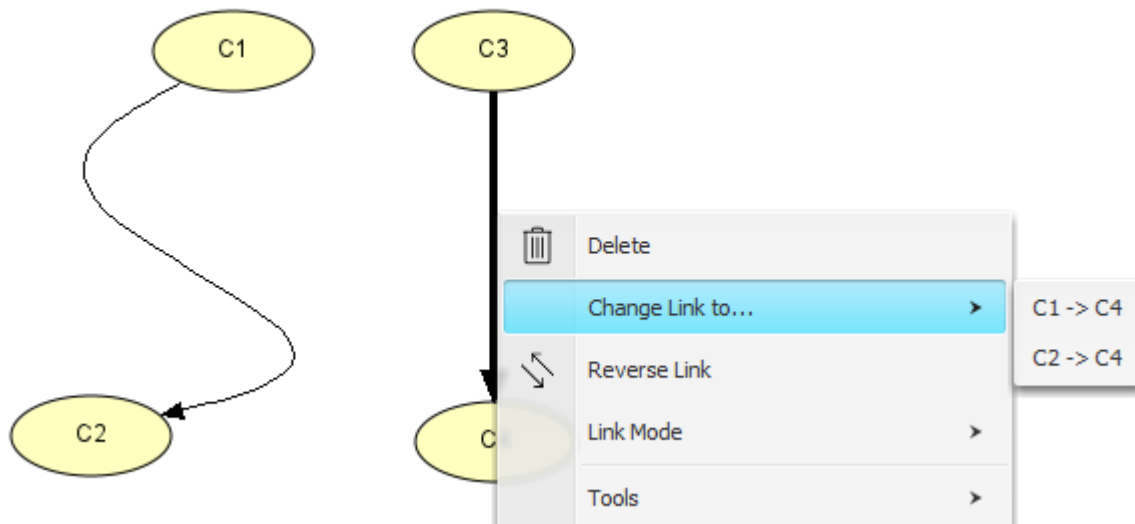 C1
C3
Delete
Change Link to...
C1 -> C4
C2 -> C4
Reverse Link
C2
Link Mode
Tools